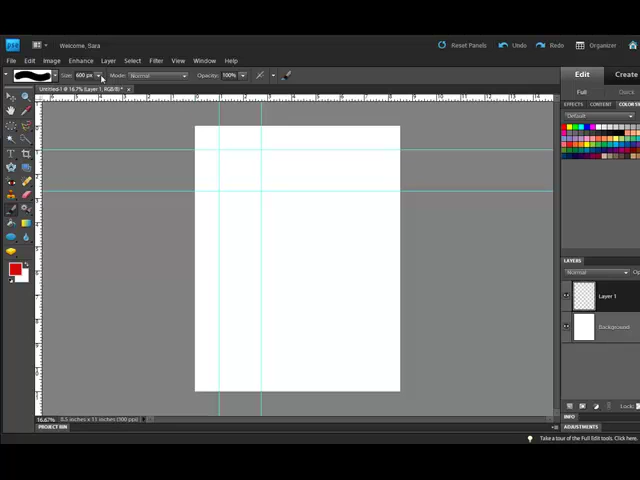 pse Welcome, Sara Reset Panels Undo Redo Organizer
File Edit Image Enhance Layer Select Filter View Window Help
Size: 600 px Mode: Normal Opacity: 100% Edit Create
Untitled-1 @ 16.7% (Layer 1, RGB/8) * × Full Quick
EFFECTS CONTENT COLOR S
Default
LAYERS
Normal Op
Layer 1
Background
Lock:
INFO
16.67% 8.5 inches x 11 inches (300 ppi)
PROJECT BIN ADJUSTMENTS
Take a tour of the Full Edit tools. Click here.